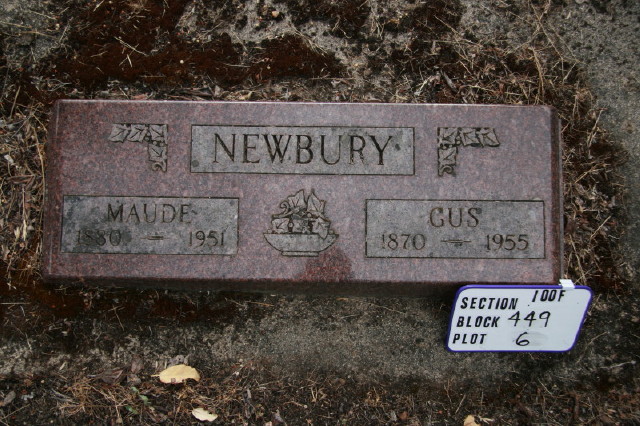 NEWBURY
MAUDE
1880 – 1951
GUS
1870 – 1955
SECTION IOOF
BLOCK 449
PLOT 6